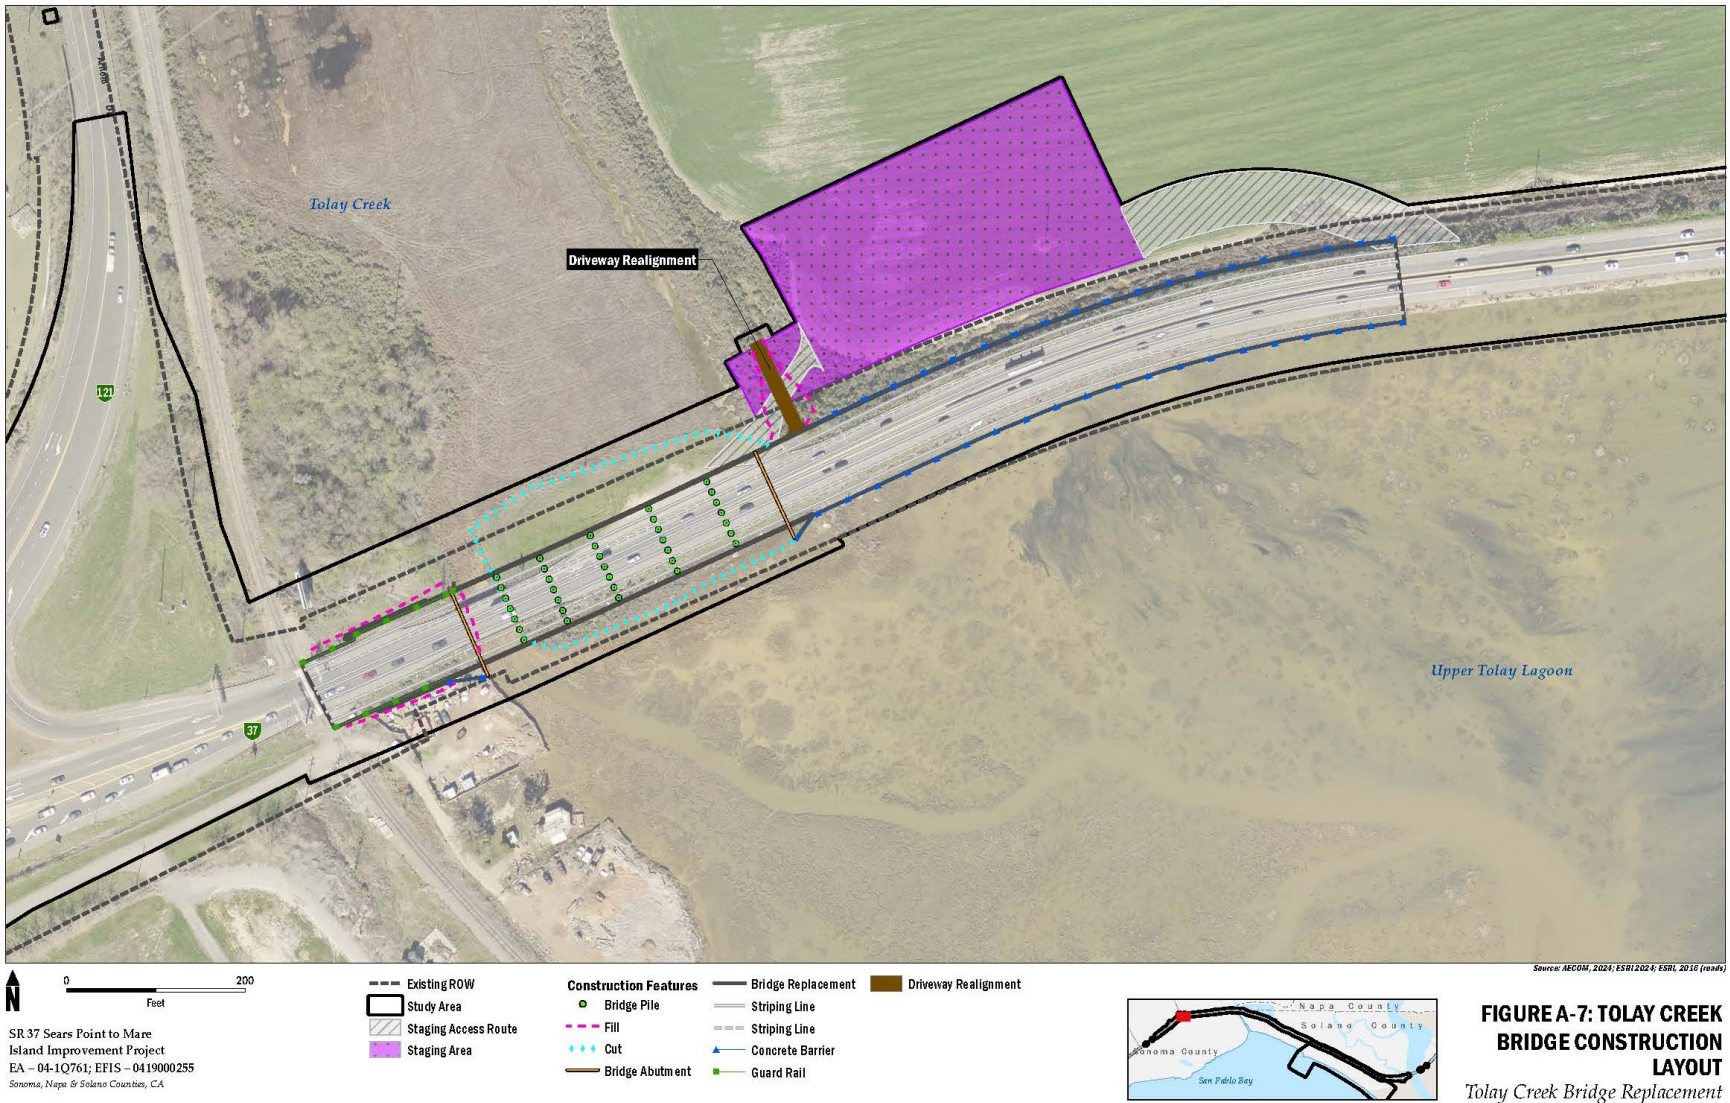 Tolay Creek
Driveway Realignment
121
37
Upper Tolay Lagoon
Source: AECOM, 2024; ESRI 2024; ESRI, 2016 (roads)
N
0 200
Feet
SR 37 Sears Point to Mare
Island Improvement Project
EA – 04-1Q761; EFIS – 0419000255
Sonoma, Napa & Solano Counties, CA
Existing ROW
Study Area
Staging Access Route
Staging Area
Construction Features
Bridge Pile
Fill
Cut
Bridge Abutment
Bridge Replacement
Striping Line
Striping Line
Concrete Barrier
Guard Rail
Driveway Realignment
Napa County
Solano County
Sonoma County
San Pablo Bay
FIGURE A-7: TOLAY CREEK
BRIDGE CONSTRUCTION
LAYOUT
Tolay Creek Bridge Replacement